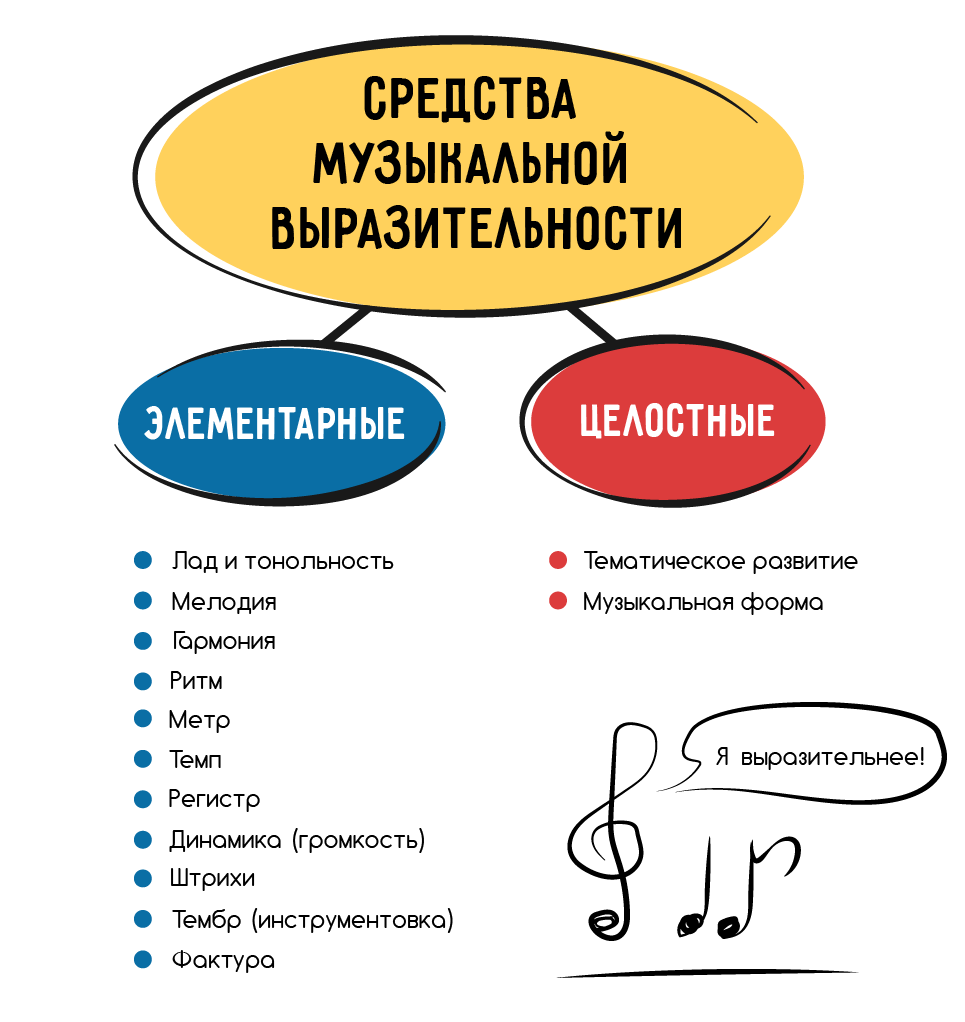 СРЕДСТВА
МУЗЫКАЛЬНОЙ
ВЫРАЗИТЕЛЬНОСТИ
ЭЛЕМЕНТАРНЫЕ
Лад и тонольность
Мелодия
Гармония
Ритм
Метр
Темп
Регистр
Динамика (громкость)
Штрихи
Тембр (инструментовка)
Фактура
ЦЕЛОСТНЫЕ
Тематическое развитие
Музыкальная форма
Я выразительнее!